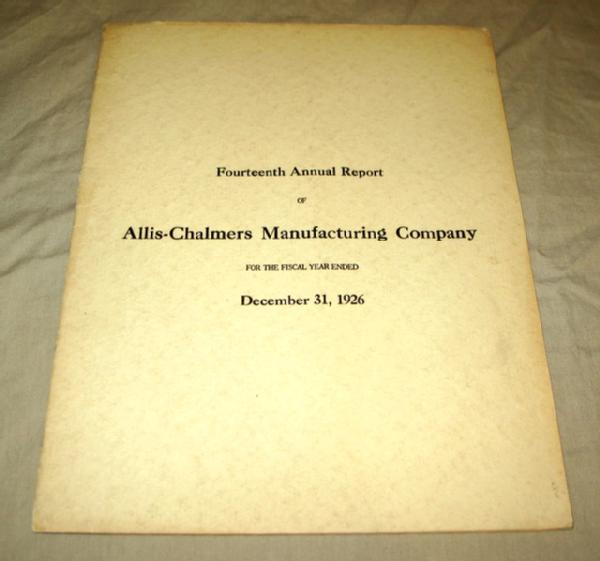 Fourteenth Annual Report
OF
Allis-Chalmers Manufacturing Company
FOR THE FISCAL YEAR ENDED
December 31, 1926